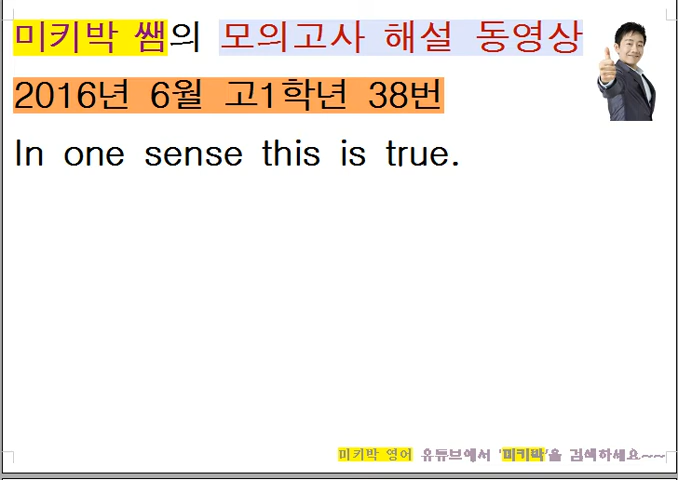 미키박 쌤의 모의고사 해설 동영상
2016년 6월 고1학년 38번
In one sense this is true.
미키박 영어 유튜브에서 '미키박'을 검색하세요~~